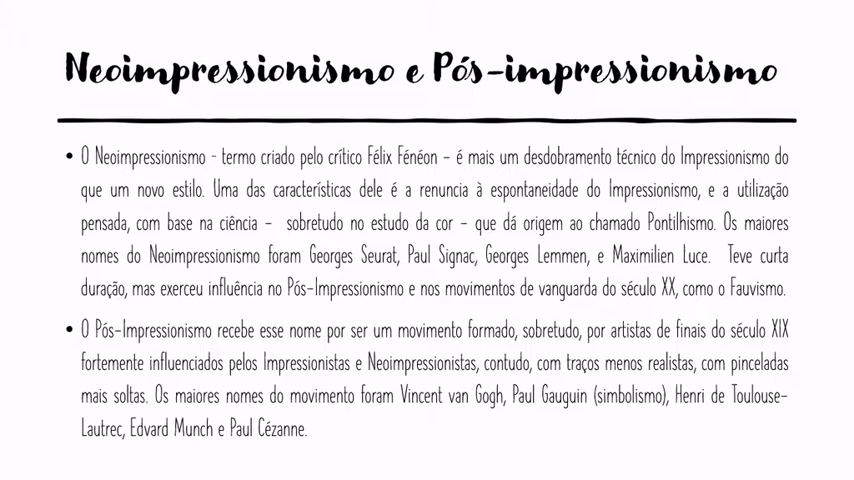 Neoimpressionismo e Pós-impressionismo
• O Neoimpressionismo - termo criado pelo crítico Félix Fénéon – é mais um desdobramento técnico do Impressionismo do
que um novo estilo. Uma das características dele é a renuncia à espontaneidade do Impressionismo, e a utilização
pensada, com base na ciência – sobretudo no estudo da cor – que dá origem ao chamado Pontilhismo. Os maiores
nomes do Neoimpressionismo foram Georges Seurat, Paul Signac, Georges Lemmen, e Maximilien Luce. Teve curta
duração, mas exerceu influência no Pós-Impressionismo e nos movimentos de vanguarda do século XX, como o Fauvismo.
• O Pós-Impressionismo recebe esse nome por ser um movimento formado, sobretudo, por artistas de finais do século XIX
fortemente influenciados pelos Impressionistas e Neoimpressionistas, contudo, com traços menos realistas, com pinceladas
mais soltas. Os maiores nomes do movimento foram Vincent van Gogh, Paul Gauguin (simbolismo), Henri de Toulouse-
Lautrec, Edvard Munch e Paul Cézanne.